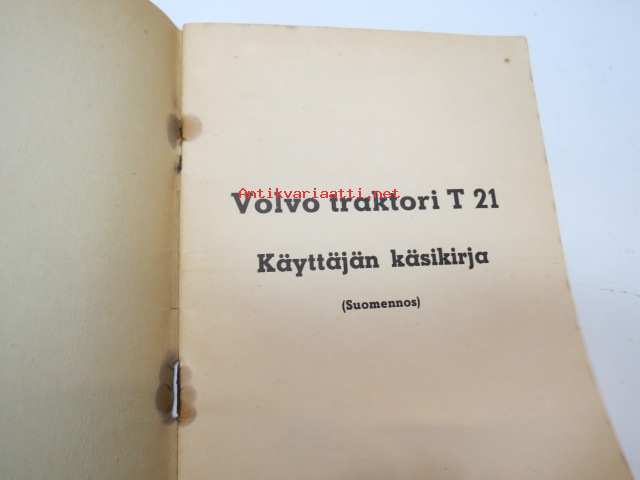 Antikvariaatti.net
Volvo traktori T 21
Käyttäjän käsikirja
(Suomennos)